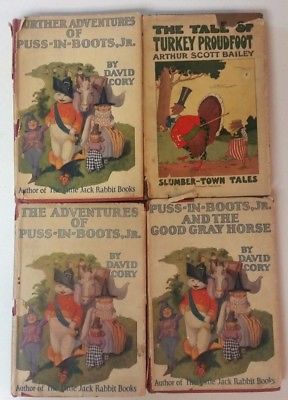 FURTHER ADVENTURES
OF
PUSS-IN-BOOTS, JR.
BY
DAVID
CORY
Author of The Little Jack Rabbit Books
THE TALE OF
TURKEY PROUDFOOT
ARTHUR SCOTT BAILEY
SLUMBER-TOWN TALES
THE ADVENTURES
OF
PUSS-IN-BOOTS, JR.
BY
DAVID
CORY
Author of The Little Jack Rabbit Books
PUSS-IN-BOOTS, JR.
AND THE
GOOD GRAY HORSE
BY
DAVID
CORY
Author of The Little Jack Rabbit Books